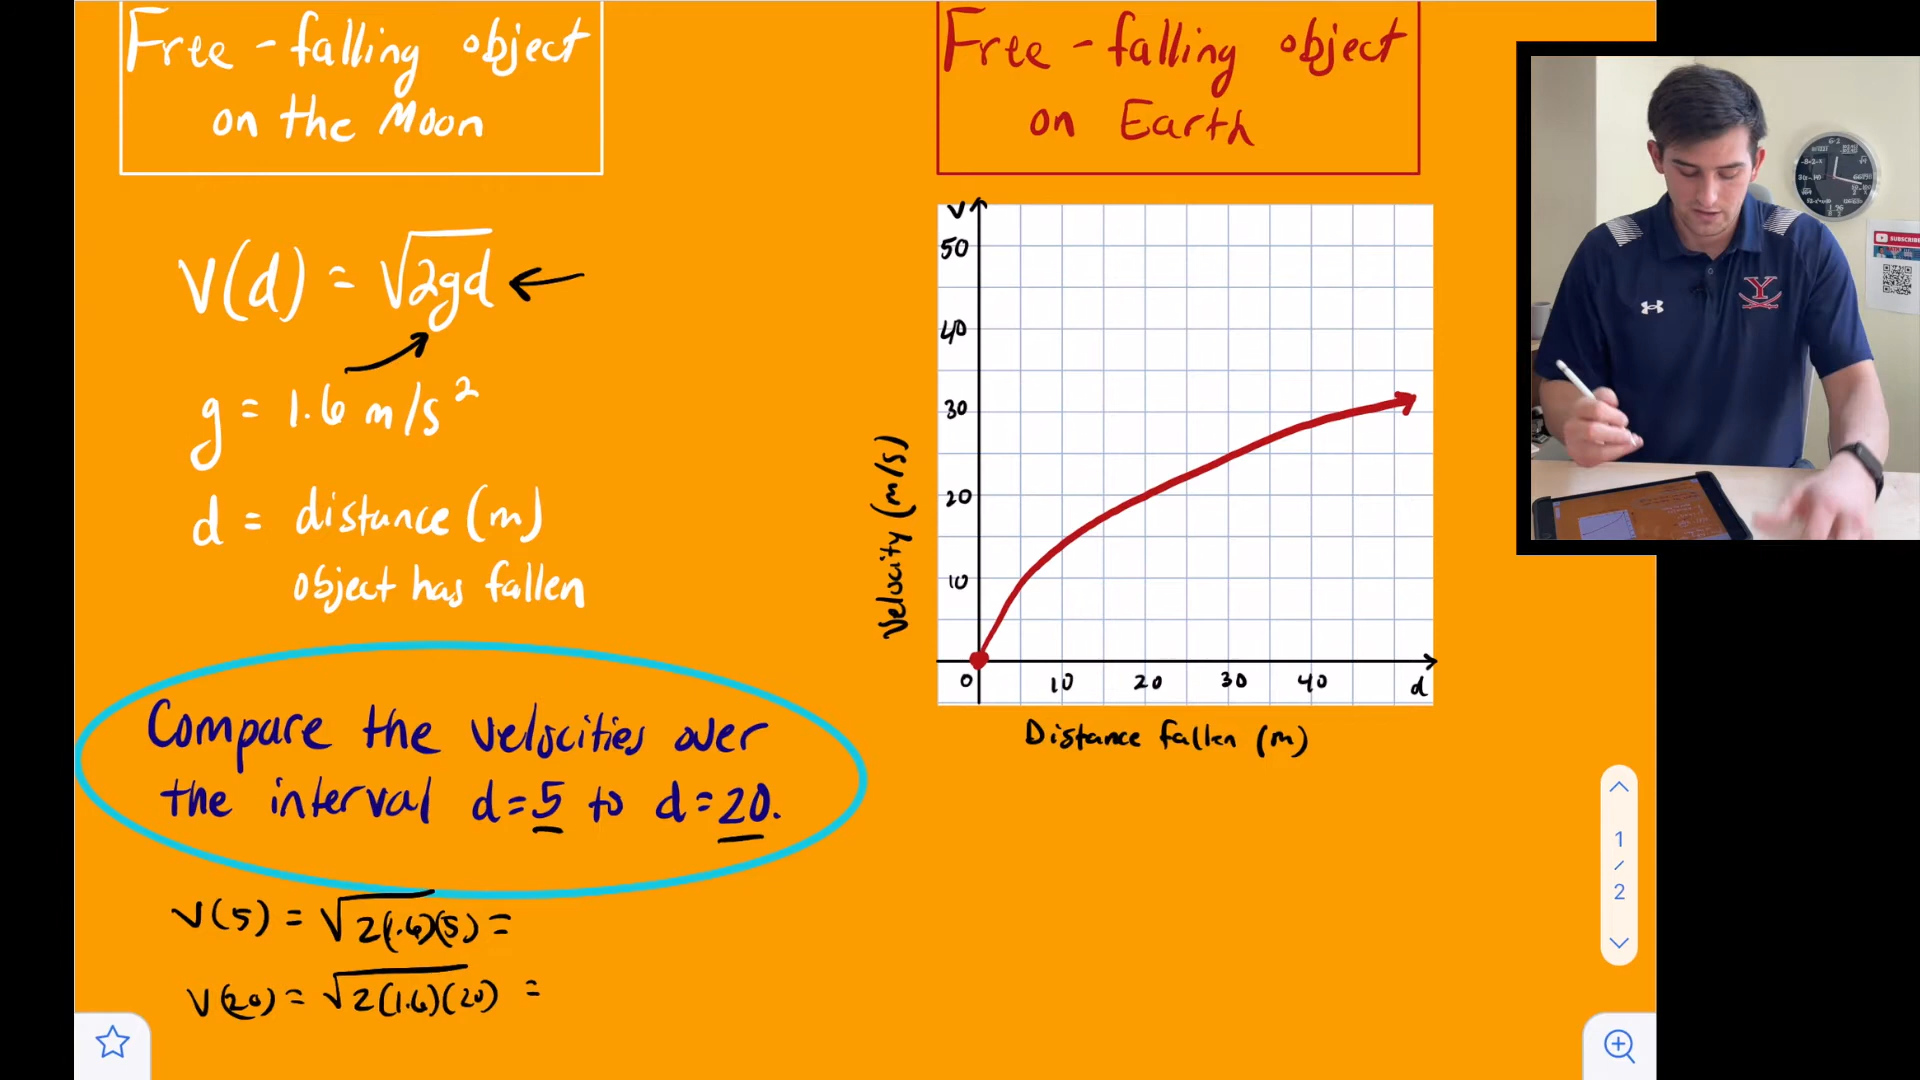 Free-falling object
on the Moon
V(d) = √2gd
g = 1.6 m/s²
d = distance (m)
object has fallen
Compare the velocities over
the interval d=5 to d=20.
V(5) = √2(1.6)(5) =
V(20) = √2(1.6)(20) =
Free-falling object
on Earth
V
50
40
30
20
10
0 10 20 30 40 d
Velocity (m/s)
Distance fallen (m)
SUBSCRIBE
Y
1
/
2